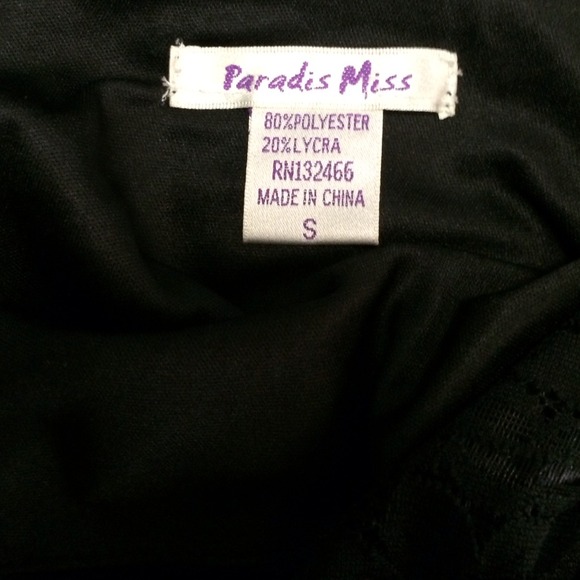 Paradis Miss
80%POLYESTER
20%LYCRA
RN132466
MADE IN CHINA
S